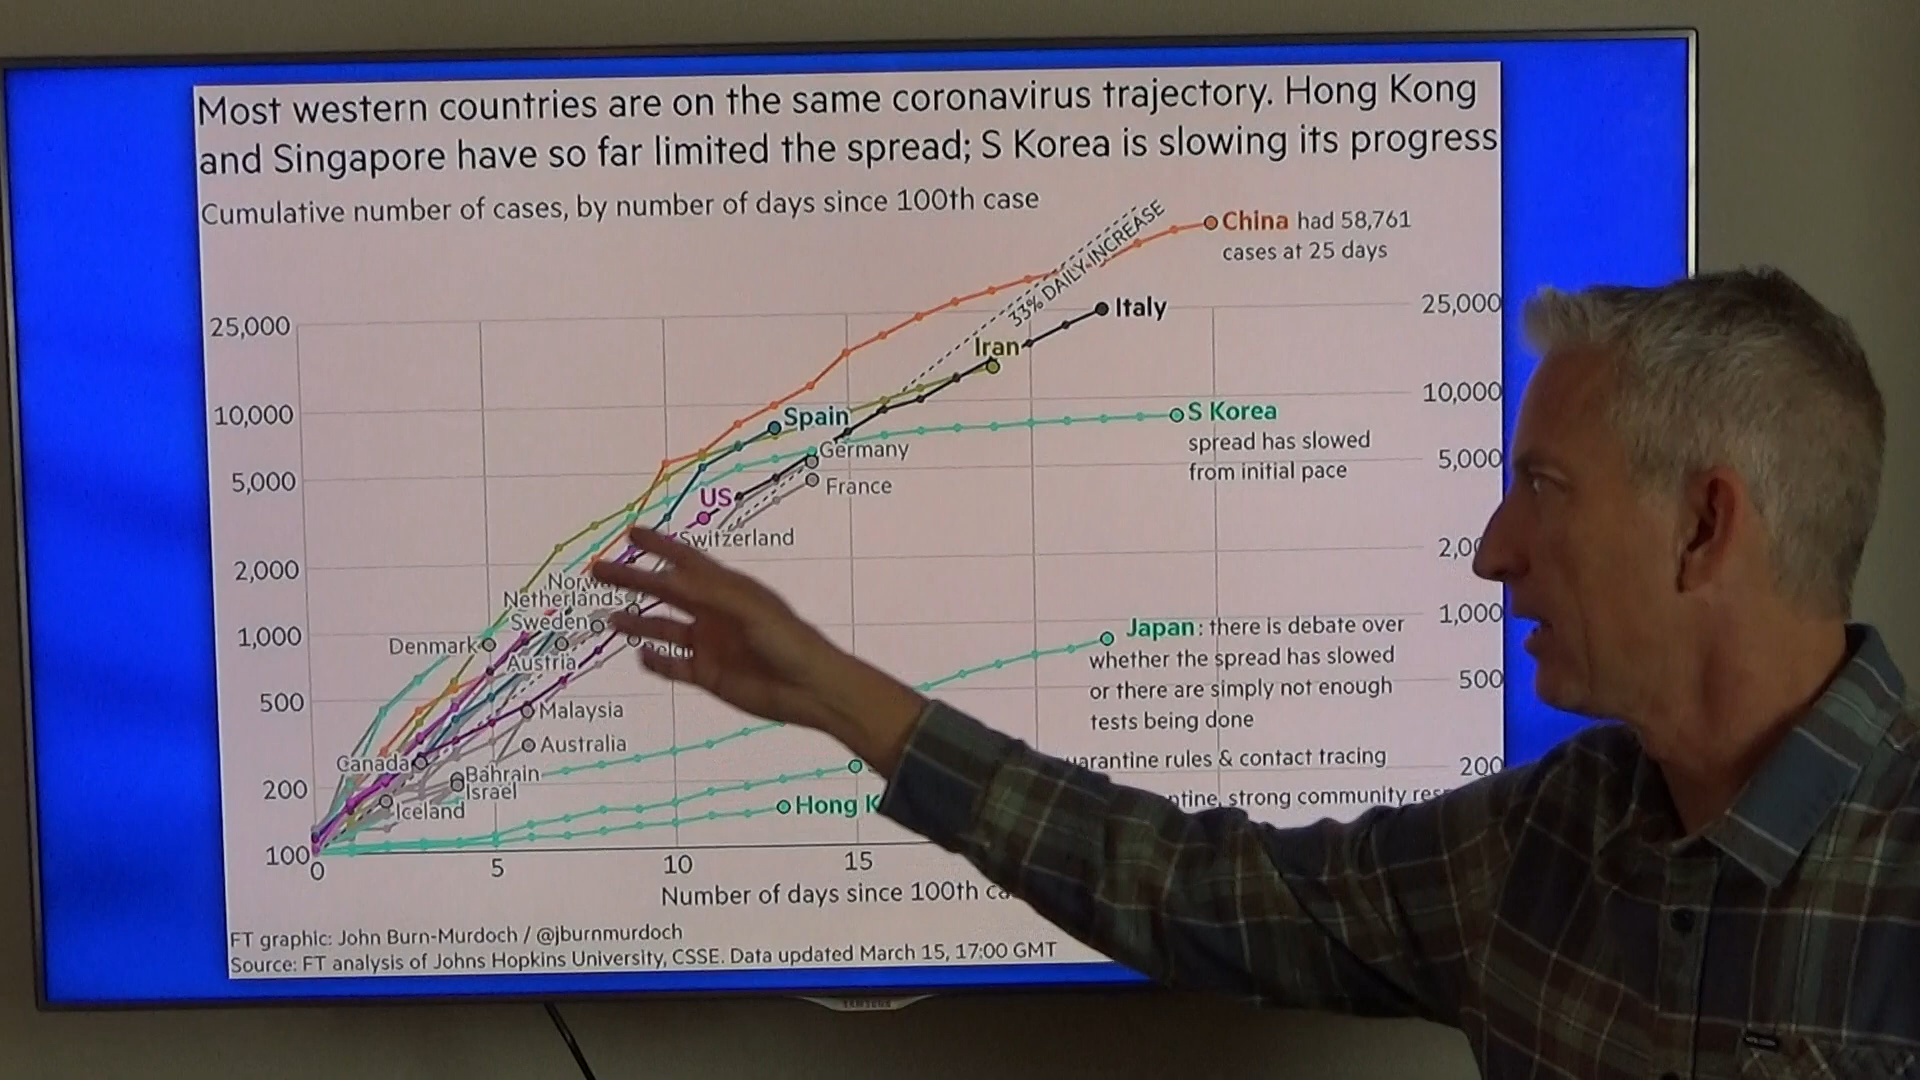 Most western countries are on the same coronavirus trajectory. Hong Kong
and Singapore have so far limited the spread; S Korea is slowing its progress
Cumulative number of cases, by number of days since 100th case
33% DAILY INCREASE
China had 58,761
cases at 25 days
Italy
25,000
25,000
Iran
10,000
Spain
S Korea
10,000
spread has slowed
from initial pace
Germany
5,000
US
France
5,000
Switzerland
2,000
Netherlands
Sweden
1,000
Denmark
Austria
1,000
Japan: there is debate over
whether the spread has slowed
or there are simply not enough
tests being done
500
Malaysia
500
Australia
Canada
Bahrain
Israel
rules & contact tracing
200
200
Iceland
Hong
strong community
100
0
5
10
15
Number of days since 100th
FT graphic: John Burn-Murdoch / @jburnmurdoch
Source: FT analysis of Johns Hopkins University, CSSE. Data updated March 15, 17:00 GMT
SAMSUNG